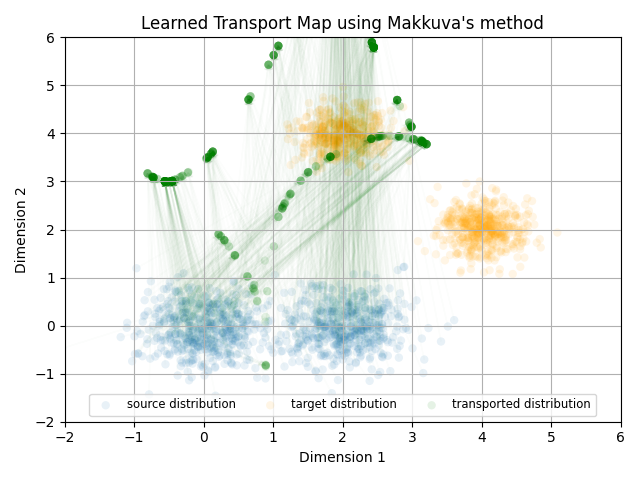 Learned Transport Map using Makkuva's method
6
5
4
3
2
1
0
−1
−2
Dimension 2
source distribution target distribution transported distribution
−2 −1 0 1 2 3 4 5 6
Dimension 1